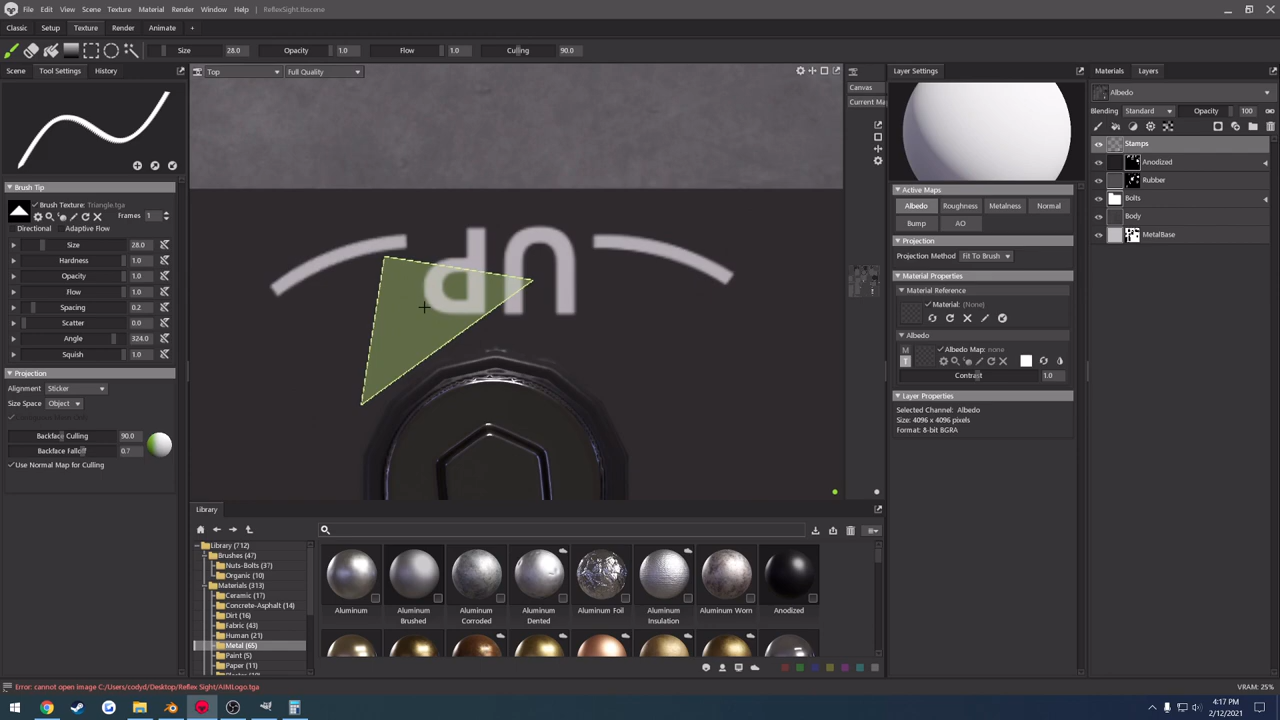 File Edit View Scene Texture Material Render Window Help ReflexSight.tbscene
Classic Setup Texture Render Animate +
Size 28.0 Opacity 1.0 Flow 1.0 Culling 90.0
Scene Tool Settings History
Top Full Quality
Canvas
Current Ma
Brush Tip
Brush Texture: Triangle.tga
Frames 1
Directional Adaptive Flow
Size 28.0
Hardness 1.0
Opacity 1.0
Flow 1.0
Spacing 0.2
Scatter 0.0
Angle 324.0
Squish 1.0
Projection
Alignment Sticker
Size Space Object
Backface Culling 90.0
Backface Falloff 0.7
Use Normal Map for Culling
UP
Layer Settings
Active Maps
Albedo Roughness Metalness Normal
Bump AO
Projection
Projection Method Fit To Brush
Material Properties
Material Reference
Material: (None)
Albedo
M
T
Albedo Map: none
Contrast 1.0
Layer Properties
Selected Channel: Albedo
Size: 4096 x 4096 pixels
Format: 8-bit BGRA
Materials Layers
Albedo
Blending Standard Opacity 100
Stamps
Anodized
Rubber
Bolts
Body
MetalBase
Library
Library (712)
Brushes (47)
Nuts-Bolts (37)
Organic (10)
Materials (313)
Ceramic (17)
Concrete-Asphalt (14)
Dirt (16)
Fabric (43)
Human (21)
Metal (65)
Paint (5)
Paper (11)
Aluminum
Aluminum Brushed
Aluminum Corroded
Aluminum Dented
Aluminum Foil
Aluminum Insulation
Aluminum Worn
Anodized
Error: cannot open image C:/Users/codyd/Desktop/Reflex Sight/AIMLogo.tga
VRAM: 25%
4:17 PM
2/12/2021